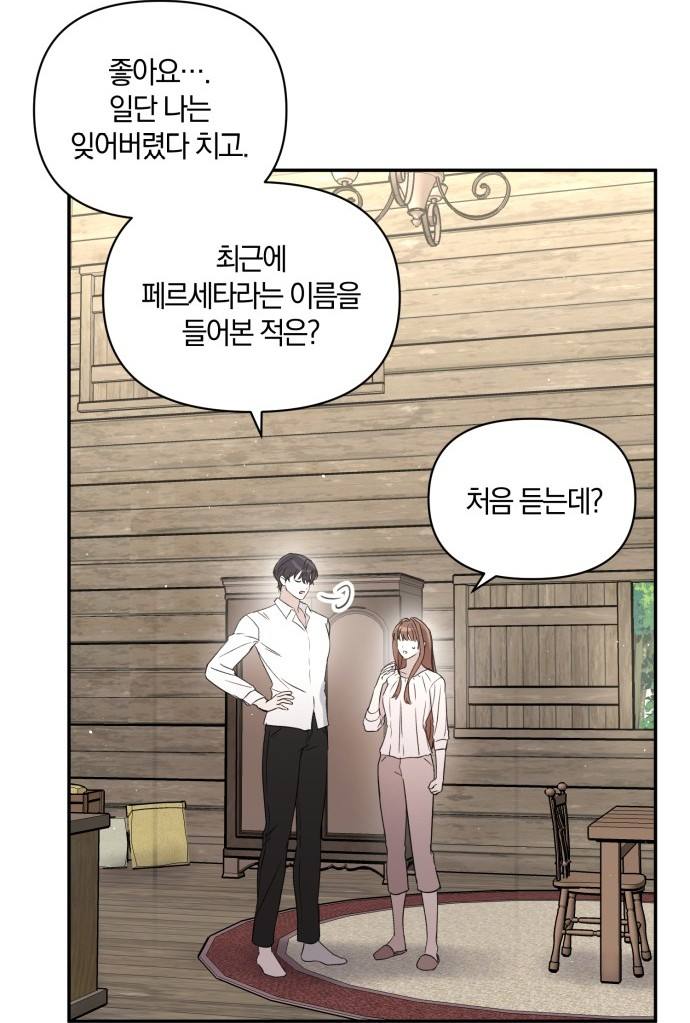 좋아요….
일단 나는
잊어버렸다 치고.
최근에
페르세타라는 이름을
들어본 적은?
처음 듣는데?